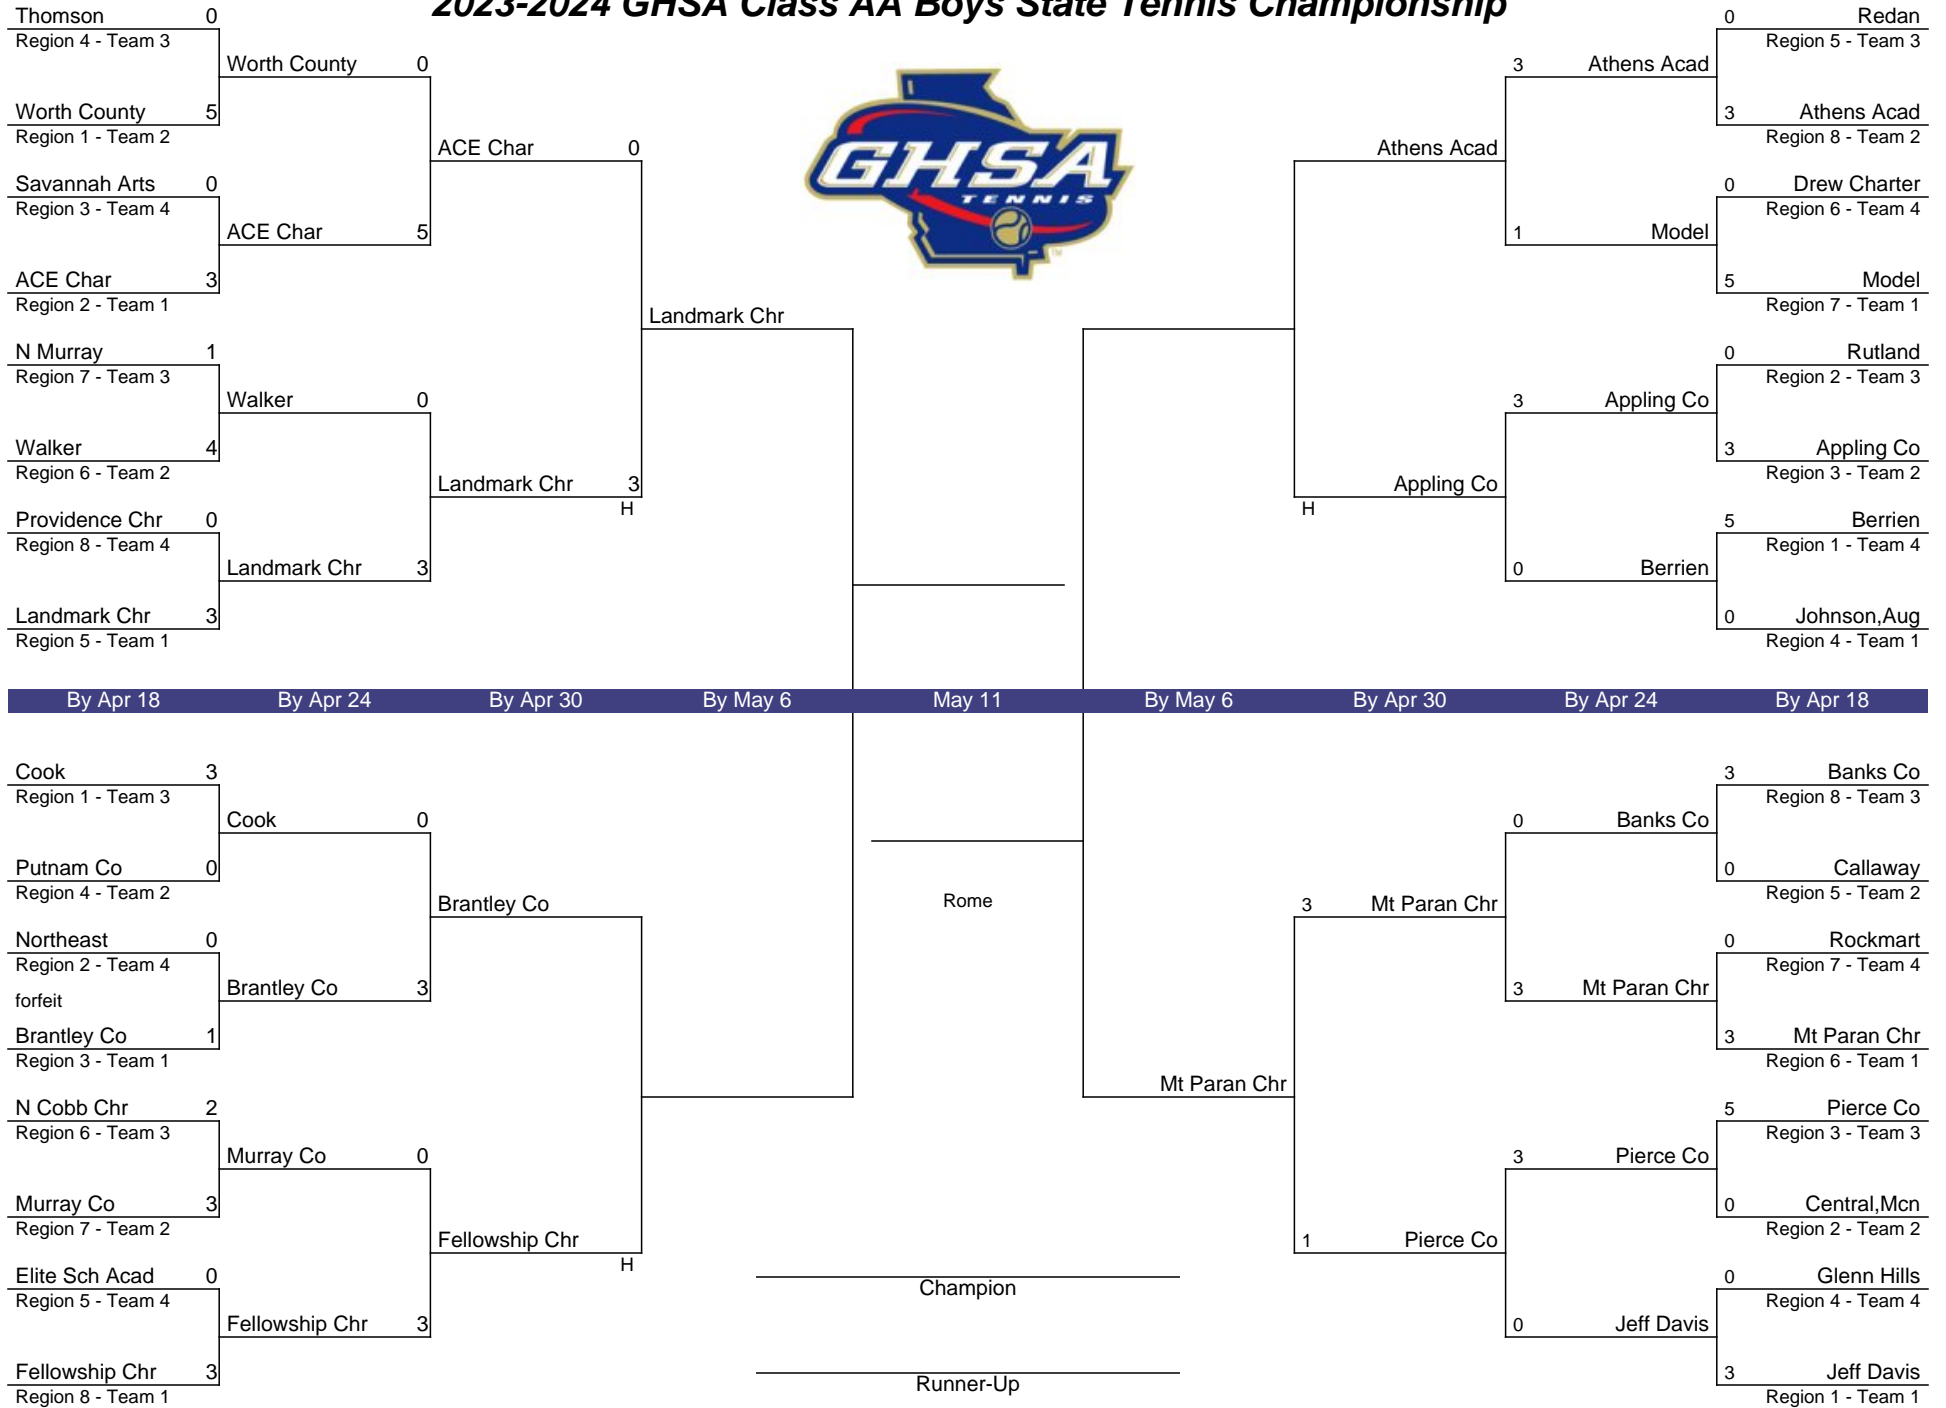 2023-2024 GHSA Class AA Boys State Tennis Championship
Thomson 0
Region 4 - Team 3
Worth County 0
Worth County 5
Region 1 - Team 2
ACE Char 0
Savannah Arts 0
Region 3 - Team 4
ACE Char 5
ACE Char 3
Region 2 - Team 1
Landmark Chr
N Murray 1
Region 7 - Team 3
Walker 0
Walker 4
Region 6 - Team 2
Landmark Chr 3
H
Providence Chr 0
Region 8 - Team 4
Landmark Chr 3
Landmark Chr 3
Region 5 - Team 1
GHSA
TENNIS
TM
0 Redan
Region 5 - Team 3
3 Athens Acad
3 Athens Acad
Region 8 - Team 2
Athens Acad
0 Drew Charter
Region 6 - Team 4
1 Model
5 Model
Region 7 - Team 1
0 Rutland
Region 2 - Team 3
3 Appling Co
3 Appling Co
Region 3 - Team 2
Appling Co
H
5 Berrien
Region 1 - Team 4
0 Berrien
0 Johnson,Aug
Region 4 - Team 1
By Apr 18 By Apr 24 By Apr 30 By May 6 May 11 By May 6 By Apr 30 By Apr 24 By Apr 18
Cook 3
Region 1 - Team 3
Cook 0
Putnam Co 0
Region 4 - Team 2
Brantley Co
Northeast 0
Region 2 - Team 4
Brantley Co 3
forfeit
Brantley Co 1
Region 3 - Team 1
N Cobb Chr 2
Region 6 - Team 3
Murray Co 0
Murray Co 3
Region 7 - Team 2
Fellowship Chr
H
Elite Sch Acad 0
Region 5 - Team 4
Fellowship Chr 3
Fellowship Chr 3
Region 8 - Team 1
Rome
Champion
Runner-Up
3 Banks Co
Region 8 - Team 3
0 Banks Co
0 Callaway
Region 5 - Team 2
3 Mt Paran Chr
0 Rockmart
Region 7 - Team 4
3 Mt Paran Chr
3 Mt Paran Chr
Region 6 - Team 1
Mt Paran Chr
5 Pierce Co
Region 3 - Team 3
3 Pierce Co
0 Central,Mcn
Region 2 - Team 2
1 Pierce Co
0 Glenn Hills
Region 4 - Team 4
0 Jeff Davis
3 Jeff Davis
Region 1 - Team 1